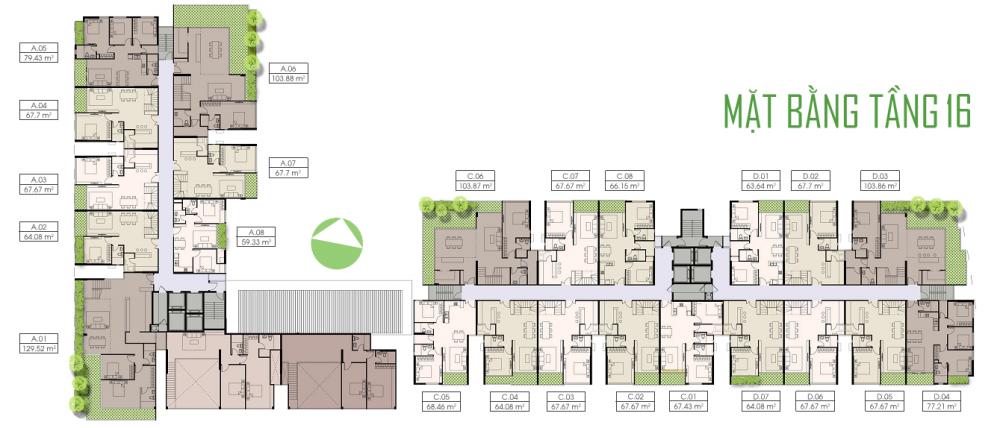 MẶT BẰNG TẦNG 16
A.05
79.43 m²
A.06
103.88 m²
A.04
67.7 m²
A.07
67.7 m²
A.03
67.67 m²
A.02
64.08 m²
A.08
59.33 m²
A.01
129.52 m²
C.06
103.87 m²
C.07
67.67 m²
C.08
66.15 m²
D.01
63.64 m²
D.02
67.7 m²
D.03
103.86 m²
C.05
68.46 m²
C.04
64.08 m²
C.03
67.67 m²
C.02
67.67 m²
C.01
67.43 m²
D.07
64.08 m²
D.06
67.67 m²
D.05
67.67 m²
D.04
77.21 m²